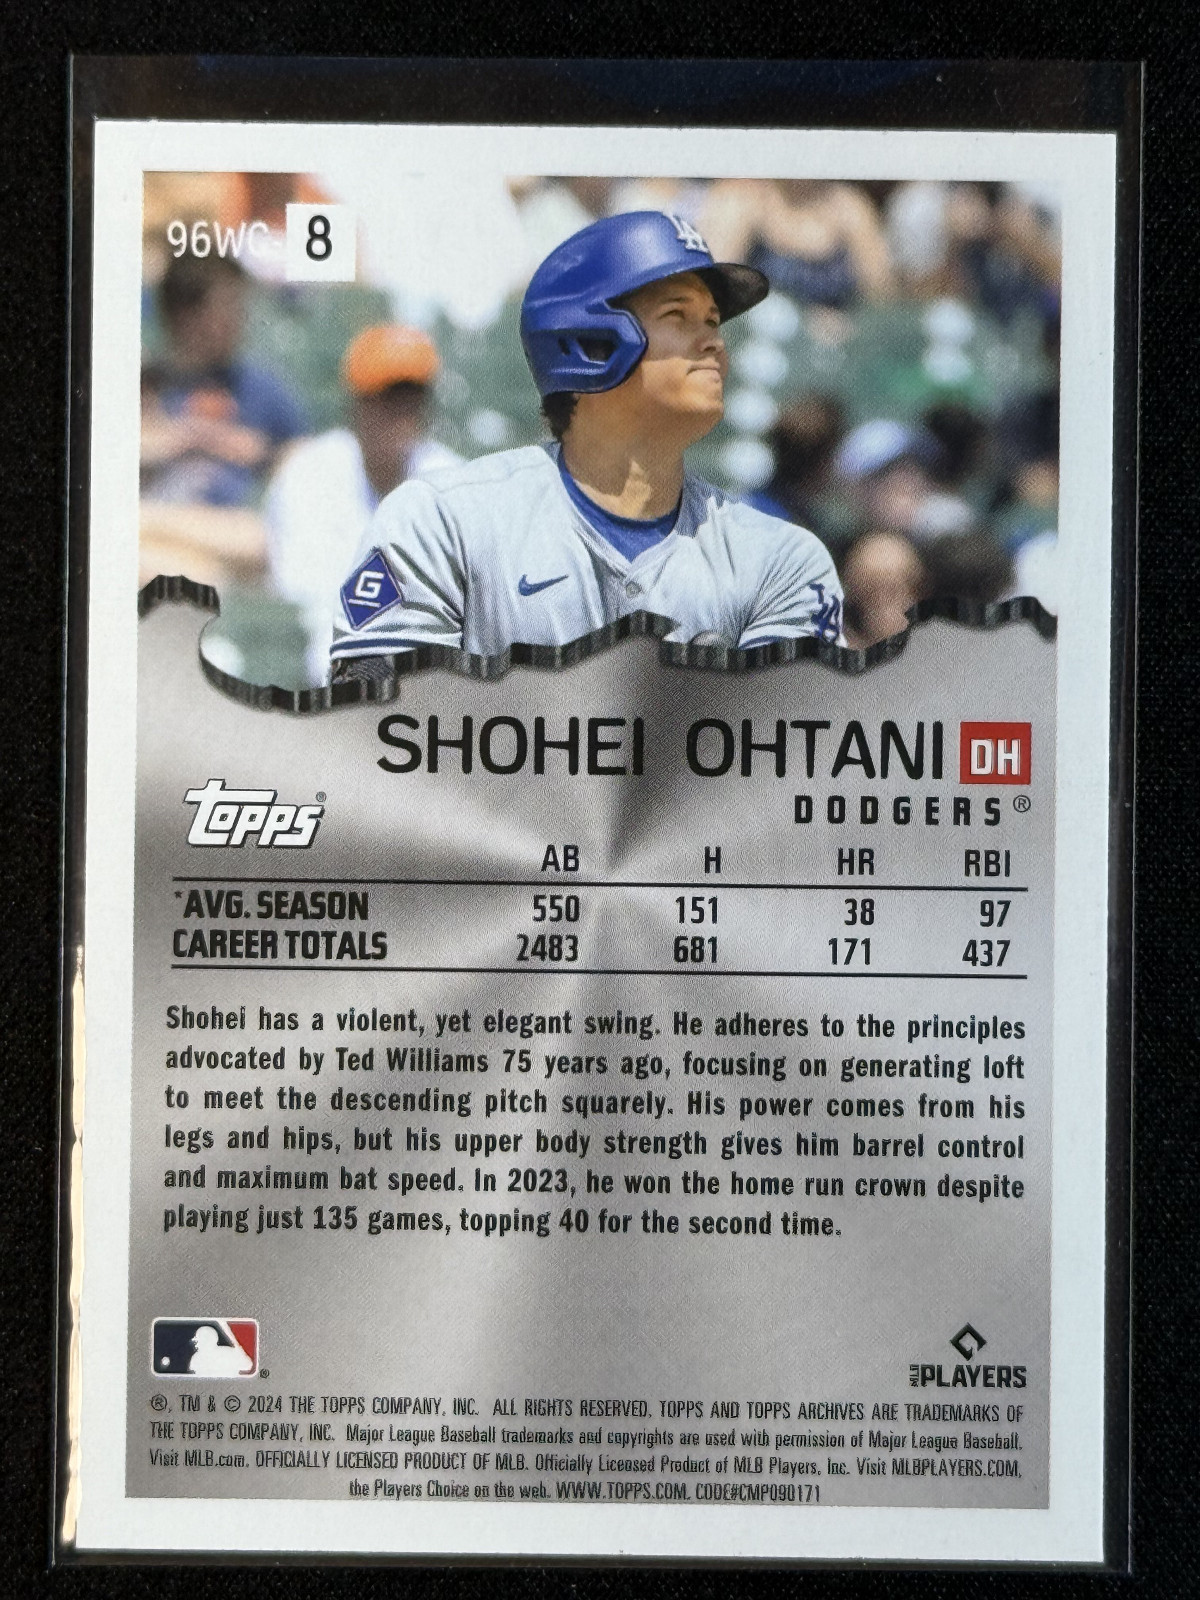 96WC- 8
LA
G
LA
SHOHEI OHTANI DH
DODGERS®
TOPPS®
AB H HR RBI
*AVG. SEASON 550 151 38 97
CAREER TOTALS 2483 681 171 437
Shohei has a violent, yet elegant swing. He adheres to the principles
advocated by Ted Williams 75 years ago, focusing on generating loft
to meet the descending pitch squarely. His power comes from his
legs and hips, but his upper body strength gives him barrel control
and maximum bat speed. In 2023, he won the home run crown despite
playing just 135 games, topping 40 for the second time.
®
MLB PLAYERS
®, TM & © 2024 THE TOPPS COMPANY, INC. ALL RIGHTS RESERVED. TOPPS AND TOPPS ARCHIVES ARE TRADEMARKS OF
THE TOPPS COMPANY, INC. Major League Baseball trademarks and copyrights are used with permission of Major League Baseball.
Visit MLB.com. OFFICIALLY LICENSED PRODUCT OF MLB. Officially Licensed Product of MLB Players, Inc. Visit MLBPLAYERS.COM,
the Players Choice on the web. WWW.TOPPS.COM. CODE#CMP090171